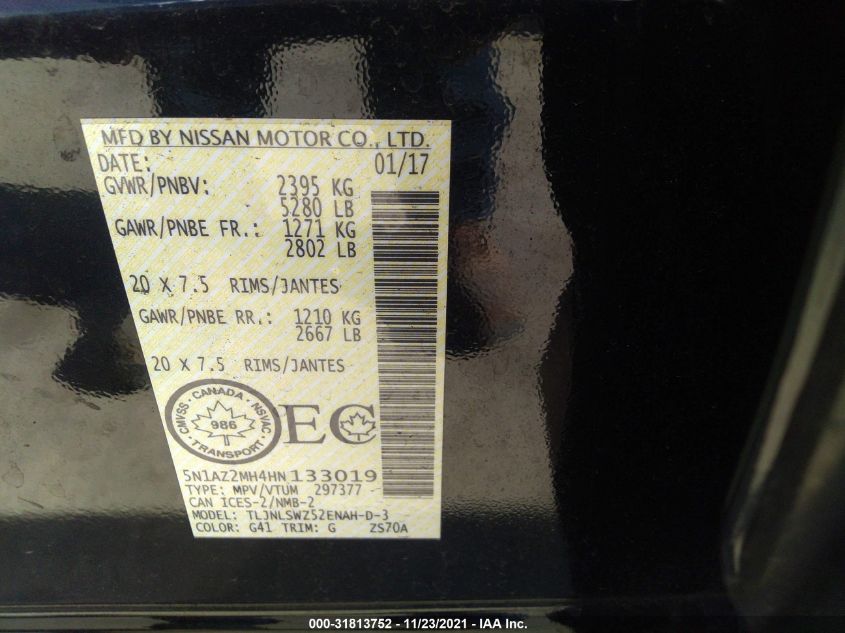 MFD BY NISSAN MOTOR CO., LTD.
DATE: 01/17
GVWR/PNBV: 2395 KG
5280 LB
GAWR/PNBE FR.: 1271 KG
2802 LB
20 X 7.5 RIMS/JANTES
GAWR/PNBE RR.: 1210 KG
2667 LB
20 X 7.5 RIMS/JANTES
CANADA
CMVSS NSVAC
986
TRANSPORT
EC
5N1AZ2MH4HN133019
TYPE: MPV/VTUM 297377
CAN ICES-2/NMB-2
MODEL: TLJNLSWZ52ENAH-D-3
COLOR: G41 TRIM: G ZS70A
000-31813752 - 11/23/2021 - IAA Inc.